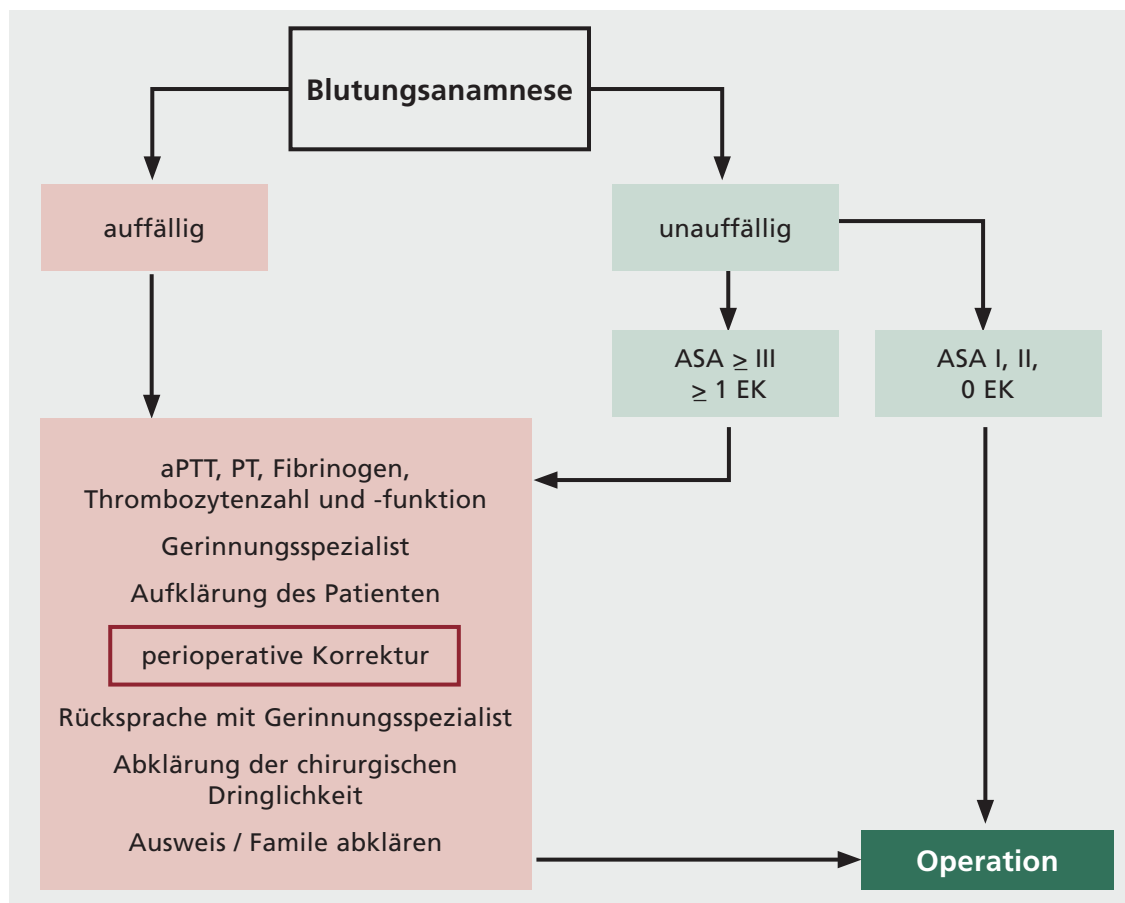 Blutungsanamnese
auffällig
unauffällig
ASA ≥ III
≥ 1 EK
ASA I, II,
0 EK
aPTT, PT, Fibrinogen,
Thrombozytenzahl und -funktion
Gerinnungsspezialist
Aufklärung des Patienten
perioperative Korrektur
Rücksprache mit Gerinnungsspezialist
Abklärung der chirurgischen
Dringlichkeit
Ausweis / Famile abklären
Operation